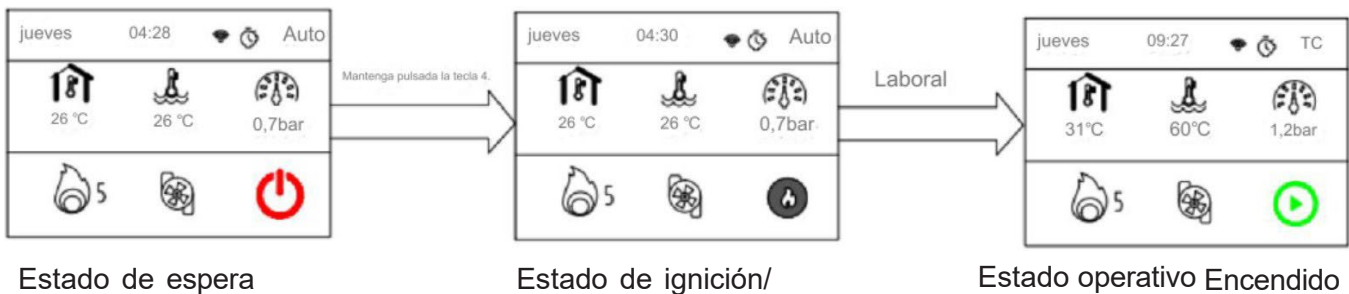 jueves 04:28 Auto
26 °C 26 °C 0,7bar
5
Estado de espera
Mantenga pulsada la tecla 4.
jueves 04:30 Auto
26 °C 26 °C 0,7bar
5
Estado de ignición/
Laboral
jueves 09:27 TC
31°C 60°C 1,2bar
5
Estado operativo Encendido